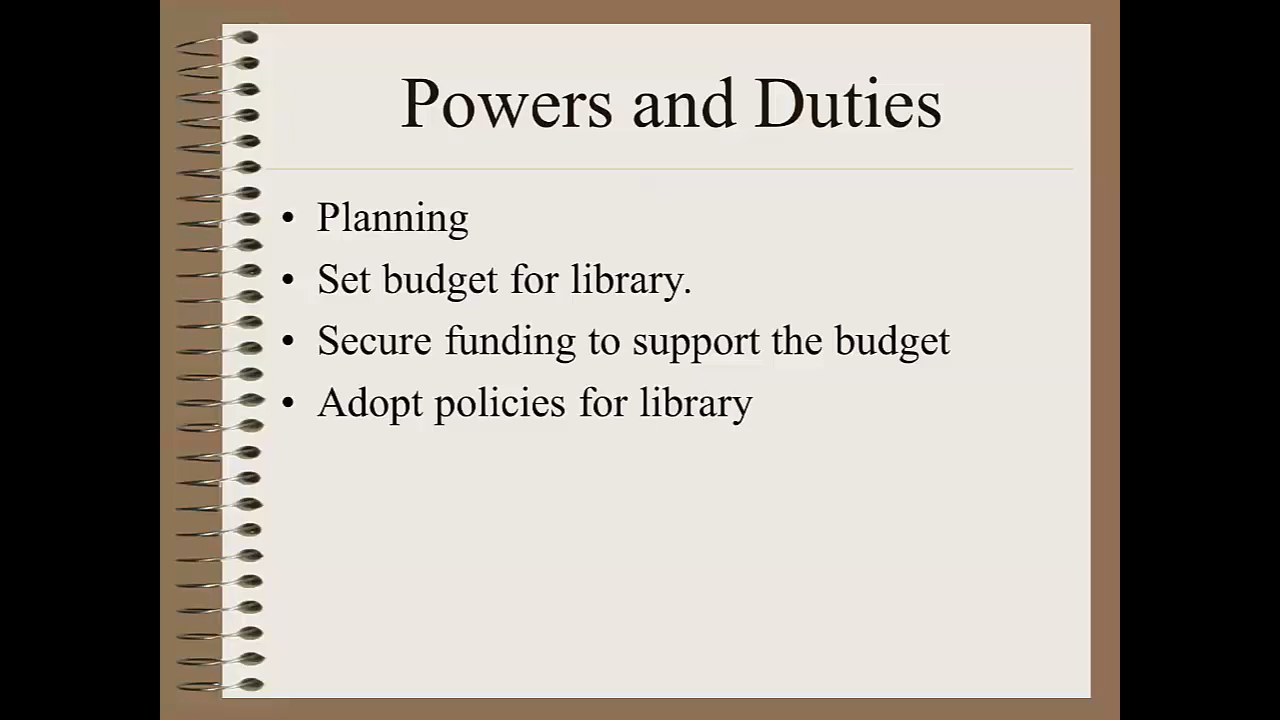 Powers and Duties
• Planning
• Set budget for library.
• Secure funding to support the budget
• Adopt policies for library